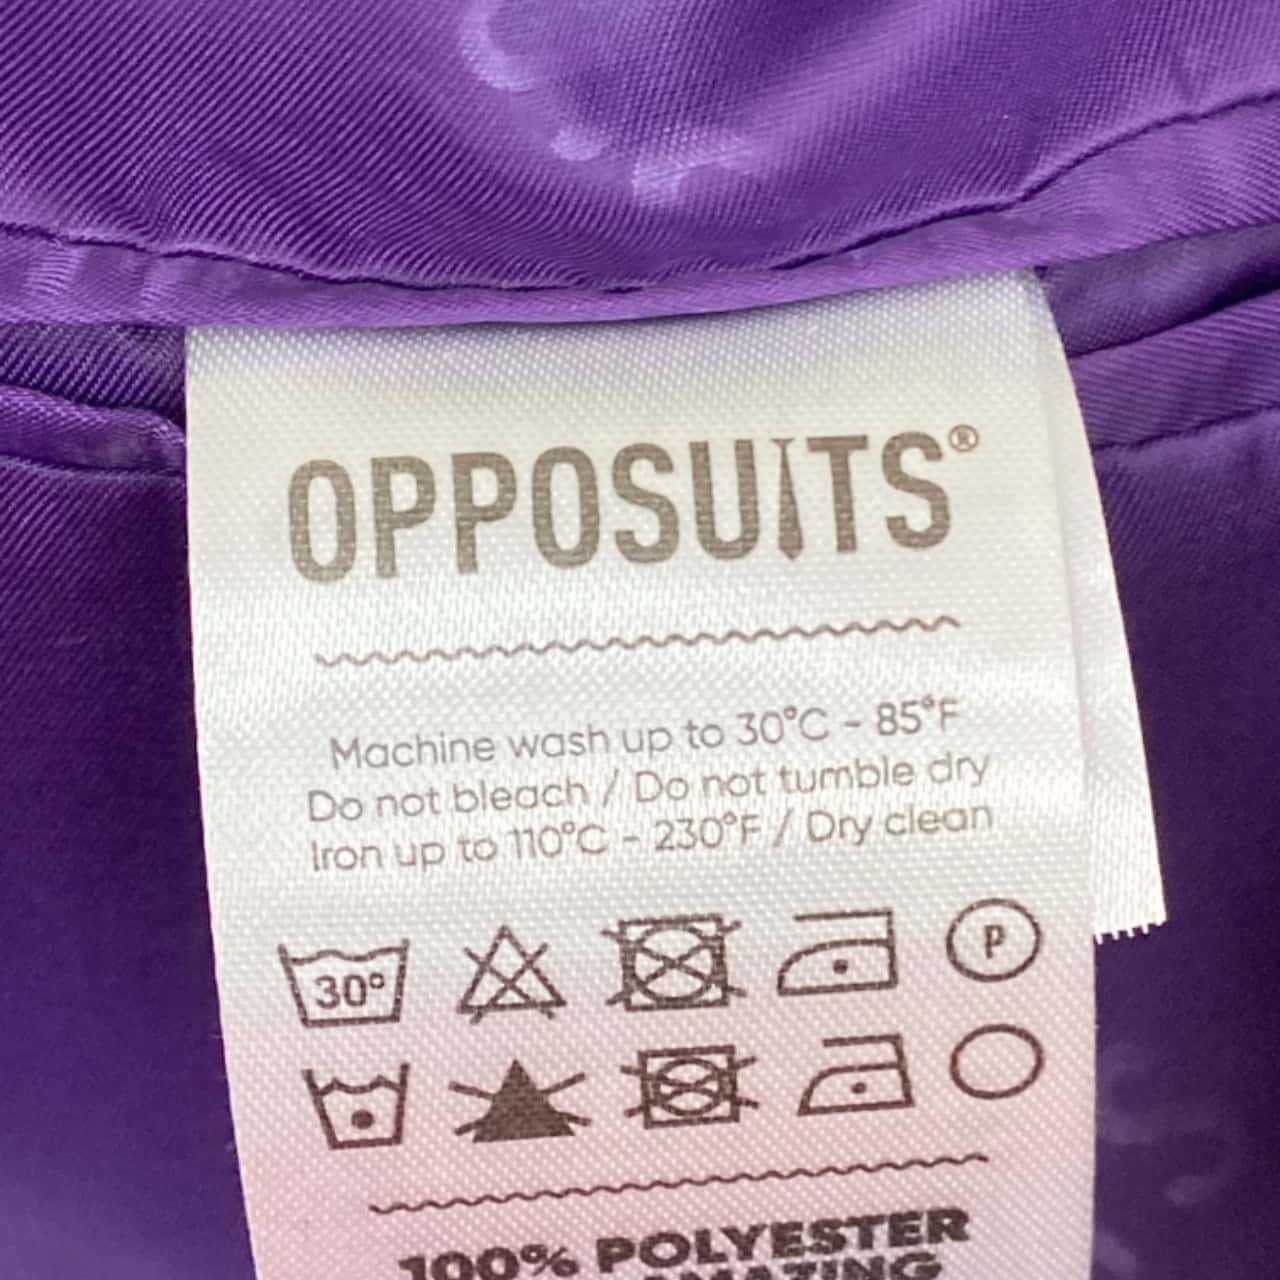 OPPOSUITS®
Machine wash up to 30°C - 85°F
Do not bleach / Do not tumble dry
Iron up to 110°C - 230°F / Dry clean
30° P
100% POLYESTER
AMAZING